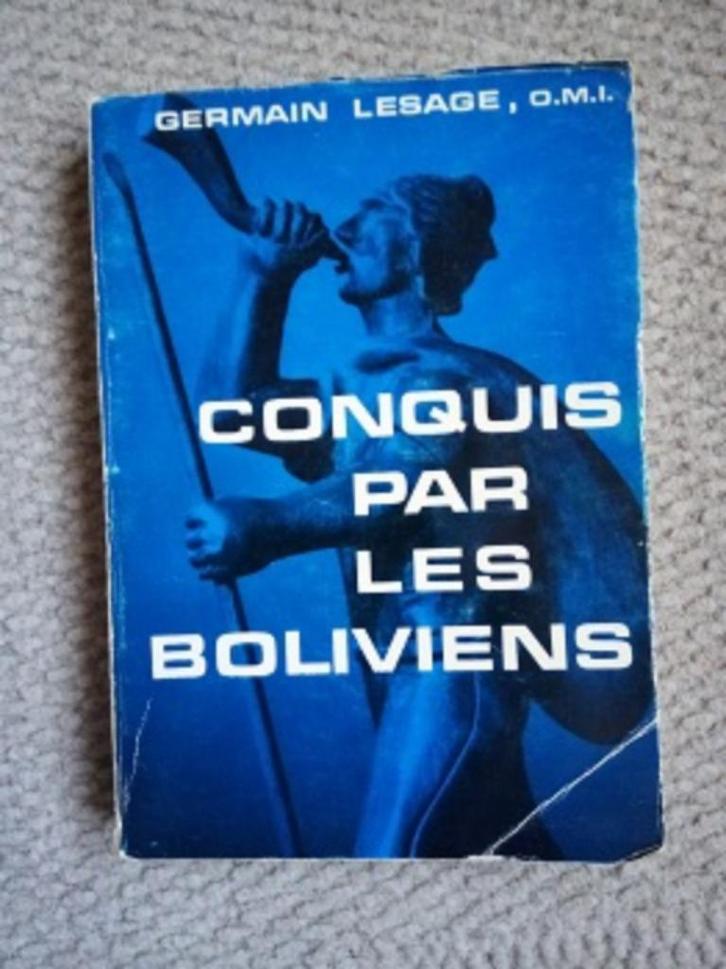 GERMAIN LESAGE, O.M.I.
CONQUIS
PAR
LES
BOLIVIENS